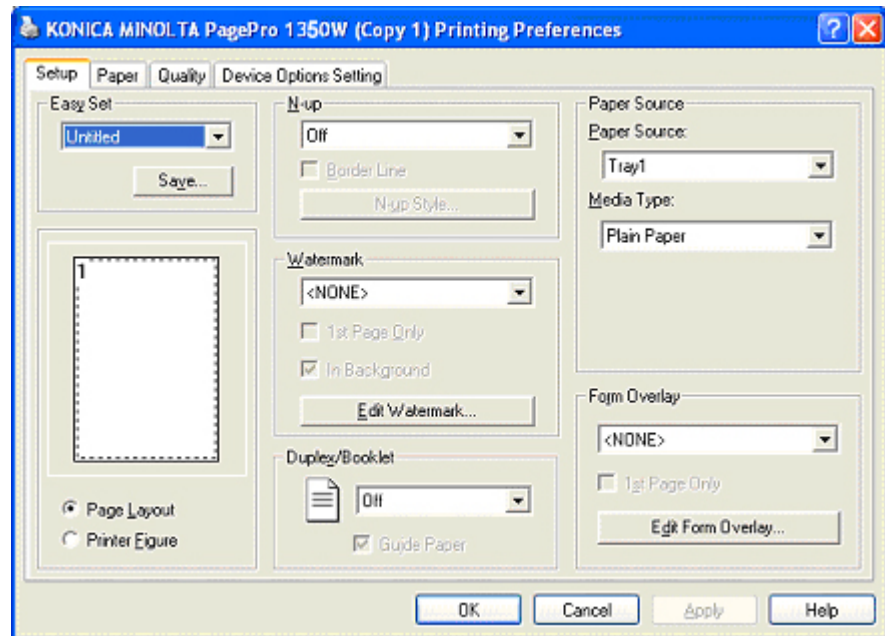 KONICA MINOLTA PagePro 1350W (Copy 1) Printing Preferences
Setup Paper Quality Device Options Setting
Easy Set
Untitled
Save...
1
Page Layout
Printer Figure
N-up
Off
Border Line
N-up Style...
Watermark
<NONE>
1st Page Only
In Background
Edit Watermark...
Duplex/Booklet
Off
Guide Paper
Paper Source
Paper Source:
Tray1
Media Type:
Plain Paper
Form Overlay
<NONE>
1st Page Only
Edit Form Overlay...
OK Cancel Apply Help